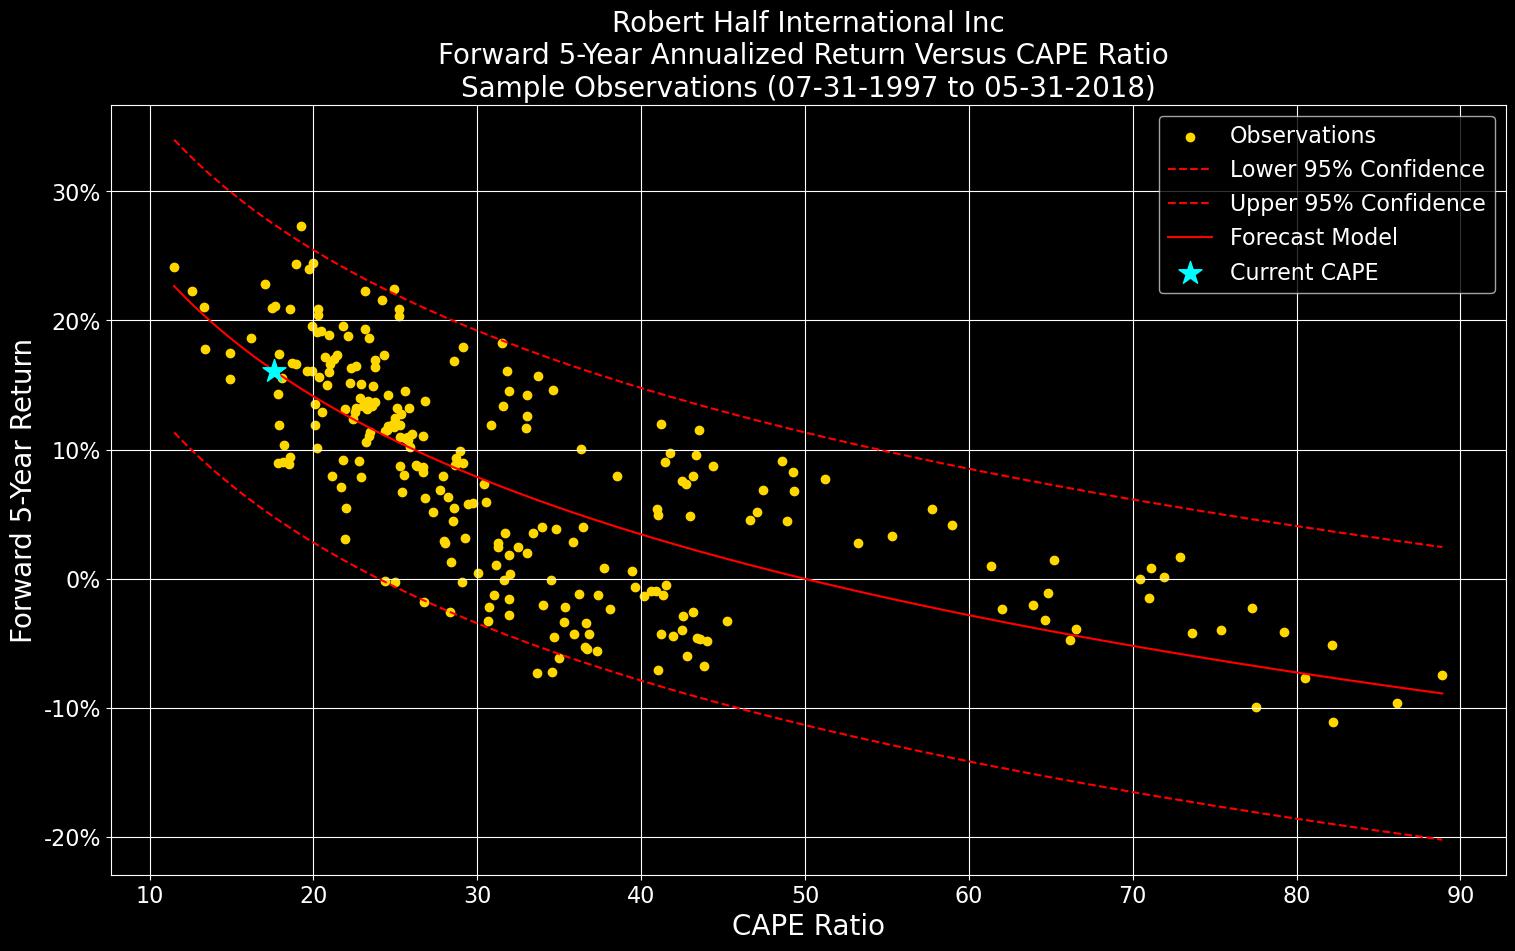 Robert Half International Inc
Forward 5-Year Annualized Return Versus CAPE Ratio
Sample Observations (07-31-1997 to 05-31-2018)
Observations
Lower 95% Confidence
Upper 95% Confidence
Forecast Model
Current CAPE
Forward 5-Year Return
30%
20%
10%
0%
-10%
-20%
10 20 30 40 50 60 70 80 90
CAPE Ratio